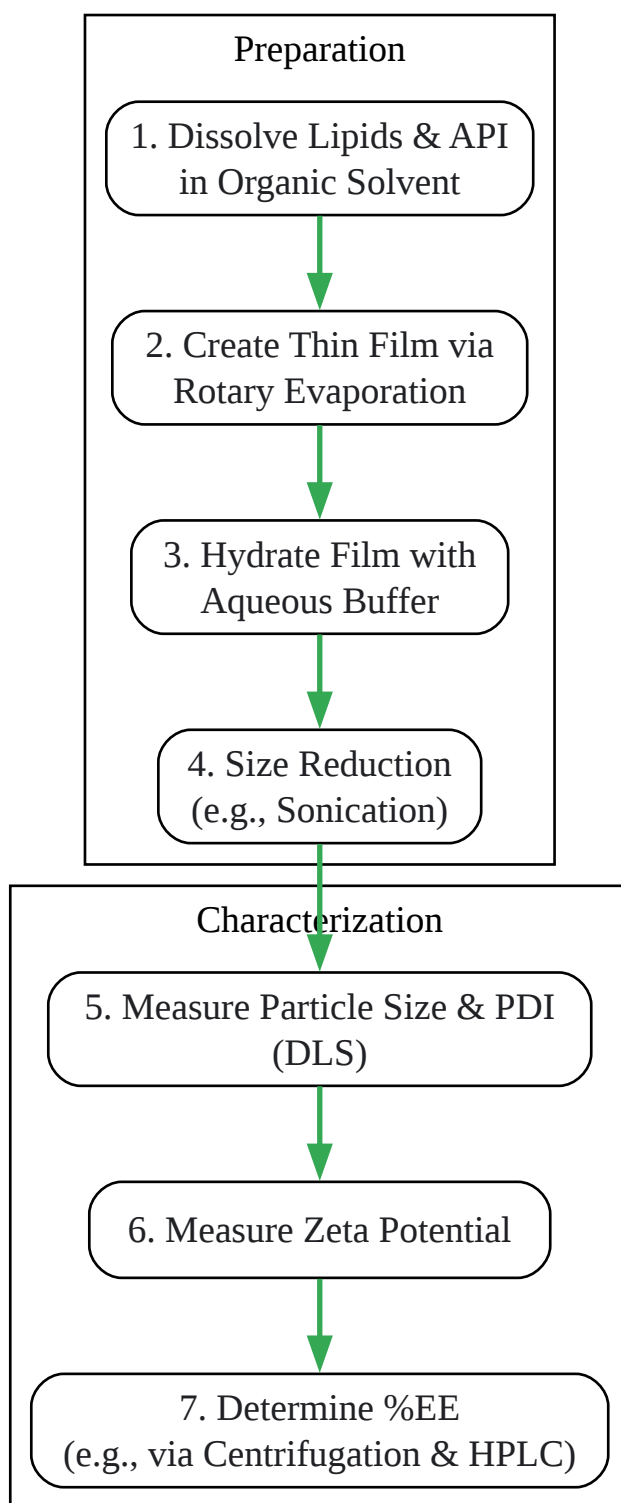 Preparation
1. Dissolve Lipids & API
in Organic Solvent
2. Create Thin Film via
Rotary Evaporation
3. Hydrate Film with
Aqueous Buffer
4. Size Reduction
(e.g., Sonication)
Characterization
5. Measure Particle Size & PDI
(DLS)
6. Measure Zeta Potential
7. Determine %EE
(e.g., via Centrifugation & HPLC)